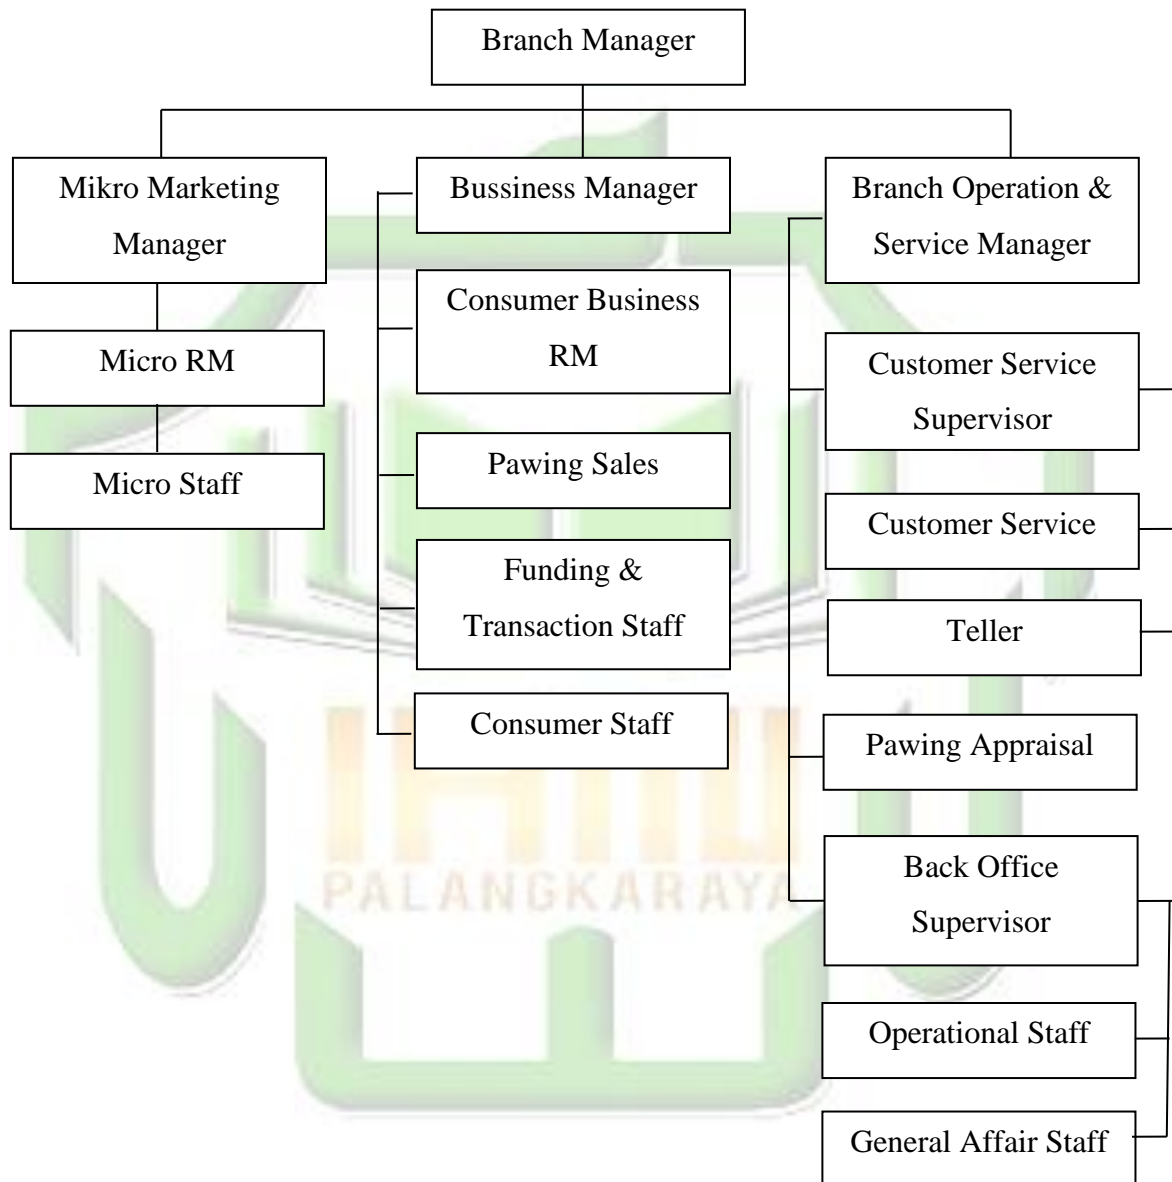 Branch Manager
Mikro Marketing
Manager
Micro RM
Micro Staff
Bussiness Manager
Consumer Business
RM
Pawing Sales
Funding &
Transaction Staff
Consumer Staff
Branch Operation &
Service Manager
Customer Service
Supervisor
Customer Service
Teller
Pawing Appraisal
Back Office
Supervisor
Operational Staff
General Affair Staff
IAIN
PALANGKARAYA